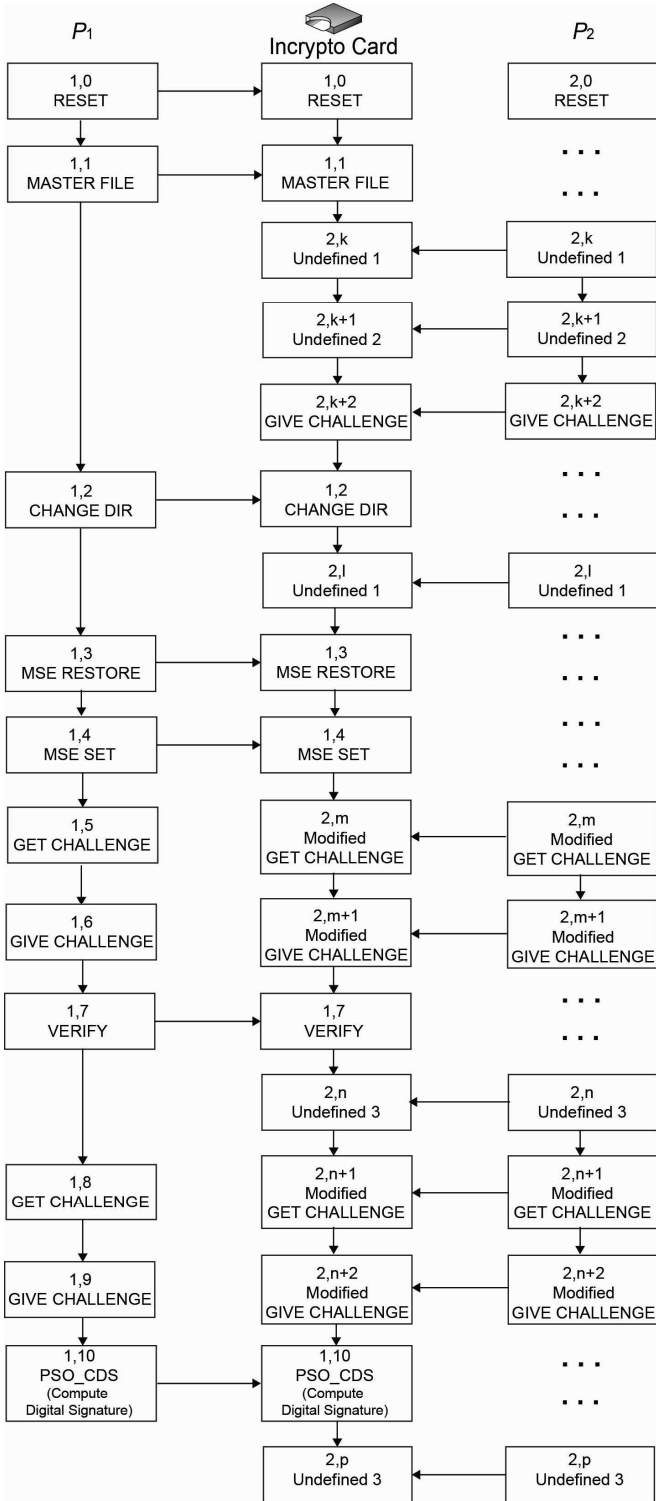 P1 Incrypto Card P2
1,0 1,0 2,0
RESET RESET RESET
. . .
1,1 1,1
MASTER FILE MASTER FILE
. . .
2,k 2,k
Undefined 1 Undefined 1
2,k+1 2,k+1
Undefined 2 Undefined 2
2,k+2 2,k+2
GIVE CHALLENGE GIVE CHALLENGE
. . .
1,2 1,2
CHANGE DIR CHANGE DIR
. . .
2,l 2,l
Undefined 1 Undefined 1
. . .
1,3 1,3
MSE RESTORE MSE RESTORE
. . .
. . .
1,4 1,4
MSE SET MSE SET
. . .
1,5 2,m 2,m
GET CHALLENGE Modified Modified
GET CHALLENGE GET CHALLENGE
1,6 2,m+1 2,m+1
GIVE CHALLENGE Modified Modified
GIVE CHALLENGE GIVE CHALLENGE
. . .
1,7 1,7
VERIFY VERIFY
. . .
2,n 2,n
Undefined 3 Undefined 3
1,8 2,n+1 2,n+1
GET CHALLENGE Modified Modified
GET CHALLENGE GET CHALLENGE
1,9 2,n+2 2,n+2
GIVE CHALLENGE Modified Modified
GIVE CHALLENGE GIVE CHALLENGE
1,10 1,10
. . .
PSO_CDS PSO_CDS
(Compute (Compute
. . .
Digital Signature) Digital Signature)
2,p 2,p
Undefined 3 Undefined 3